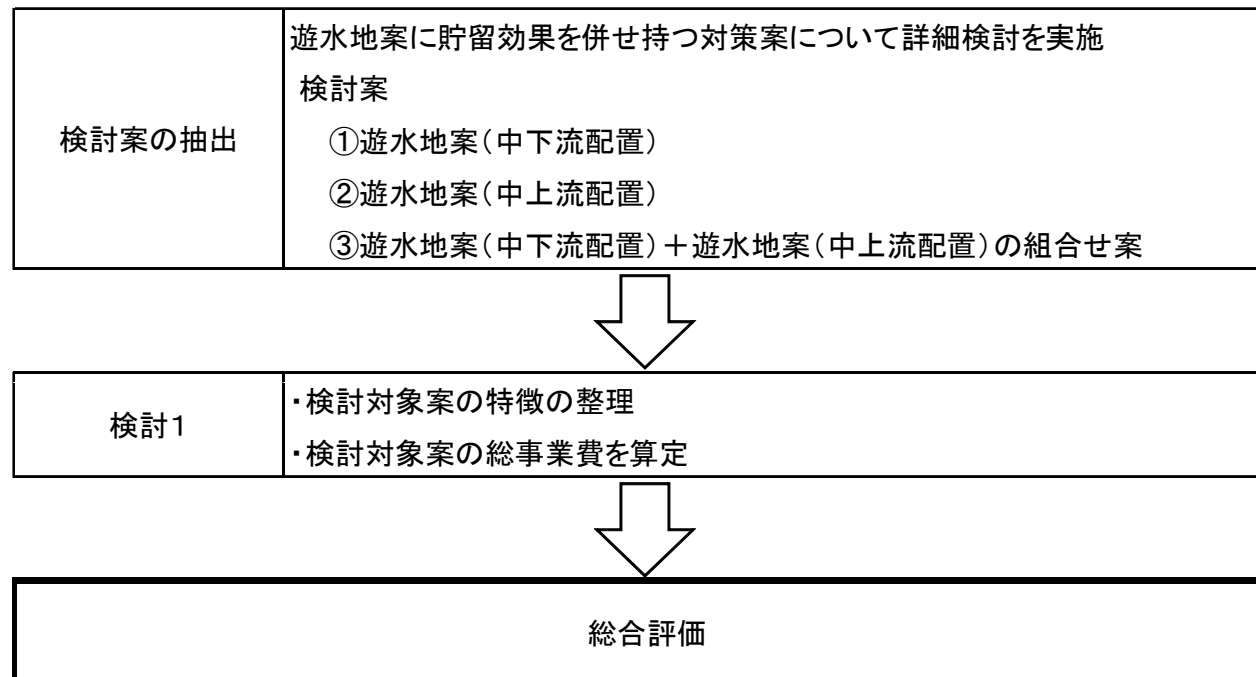 検討案の抽出
遊水地案に貯留効果を併せ持つ対策案について詳細検討を実施
検討案
①遊水地案(中下流配置)
②遊水地案(中上流配置)
③遊水地案(中下流配置)+遊水地案(中上流配置)の組合せ案
検討1
・検討対象案の特徴の整理
・検討対象案の総事業費を算定
総合評価